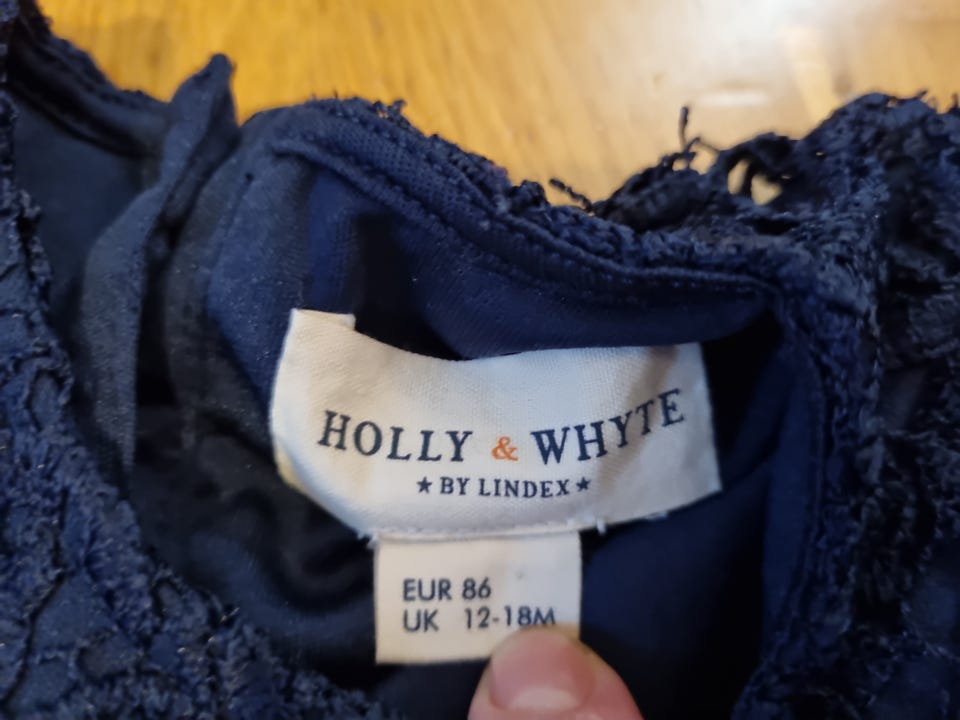 HOLLY & WHYTE
★ BY LINDEX ★
EUR 86
UK 12-18M